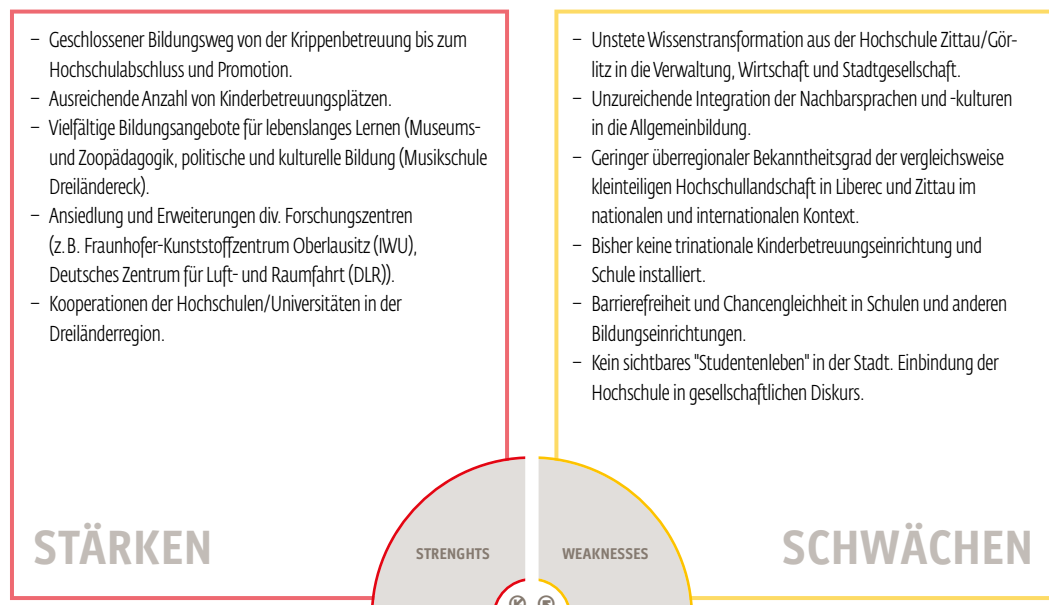 – Geschlossener Bildungsweg von der Krippenbetreuung bis zum
Hochschulabschluss und Promotion.
– Ausreichende Anzahl von Kinderbetreuungsplätzen.
– Vielfältige Bildungsangebote für lebenslanges Lernen (Museums-
und Zoopädagogik, politische und kulturelle Bildung (Musikschule
Dreiländereck).
– Ansiedlung und Erweiterungen div. Forschungszentren
(z.B. Fraunhofer-Kunststoffzentrum Oberlausitz (IWU),
Deutsches Zentrum für Luft- und Raumfahrt (DLR)).
– Kooperationen der Hochschulen/Universitäten in der
Dreiländerregion.
STÄRKEN
STRENGHTS
– Unstete Wissenstransformation aus der Hochschule Zittau/Gör-
litz in die Verwaltung, Wirtschaft und Stadtgesellschaft.
– Unzureichende Integration der Nachbarsprachen und -kulturen
in die Allgemeinbildung.
– Geringer überregionaler Bekanntheitsgrad der vergleichsweise
kleinteiligen Hochschullandschaft in Liberec und Zittau im
nationalen und internationalen Kontext.
– Bisher keine trinationale Kinderbetreuungseinrichtung und
Schule installiert.
– Barrierefreiheit und Chancengleichheit in Schulen und anderen
Bildungseinrichtungen.
– Kein sichtbares "Studentenleben" in der Stadt. Einbindung der
Hochschule in gesellschaftlichen Diskurs.
WEAKNESSES
SCHWÄCHEN